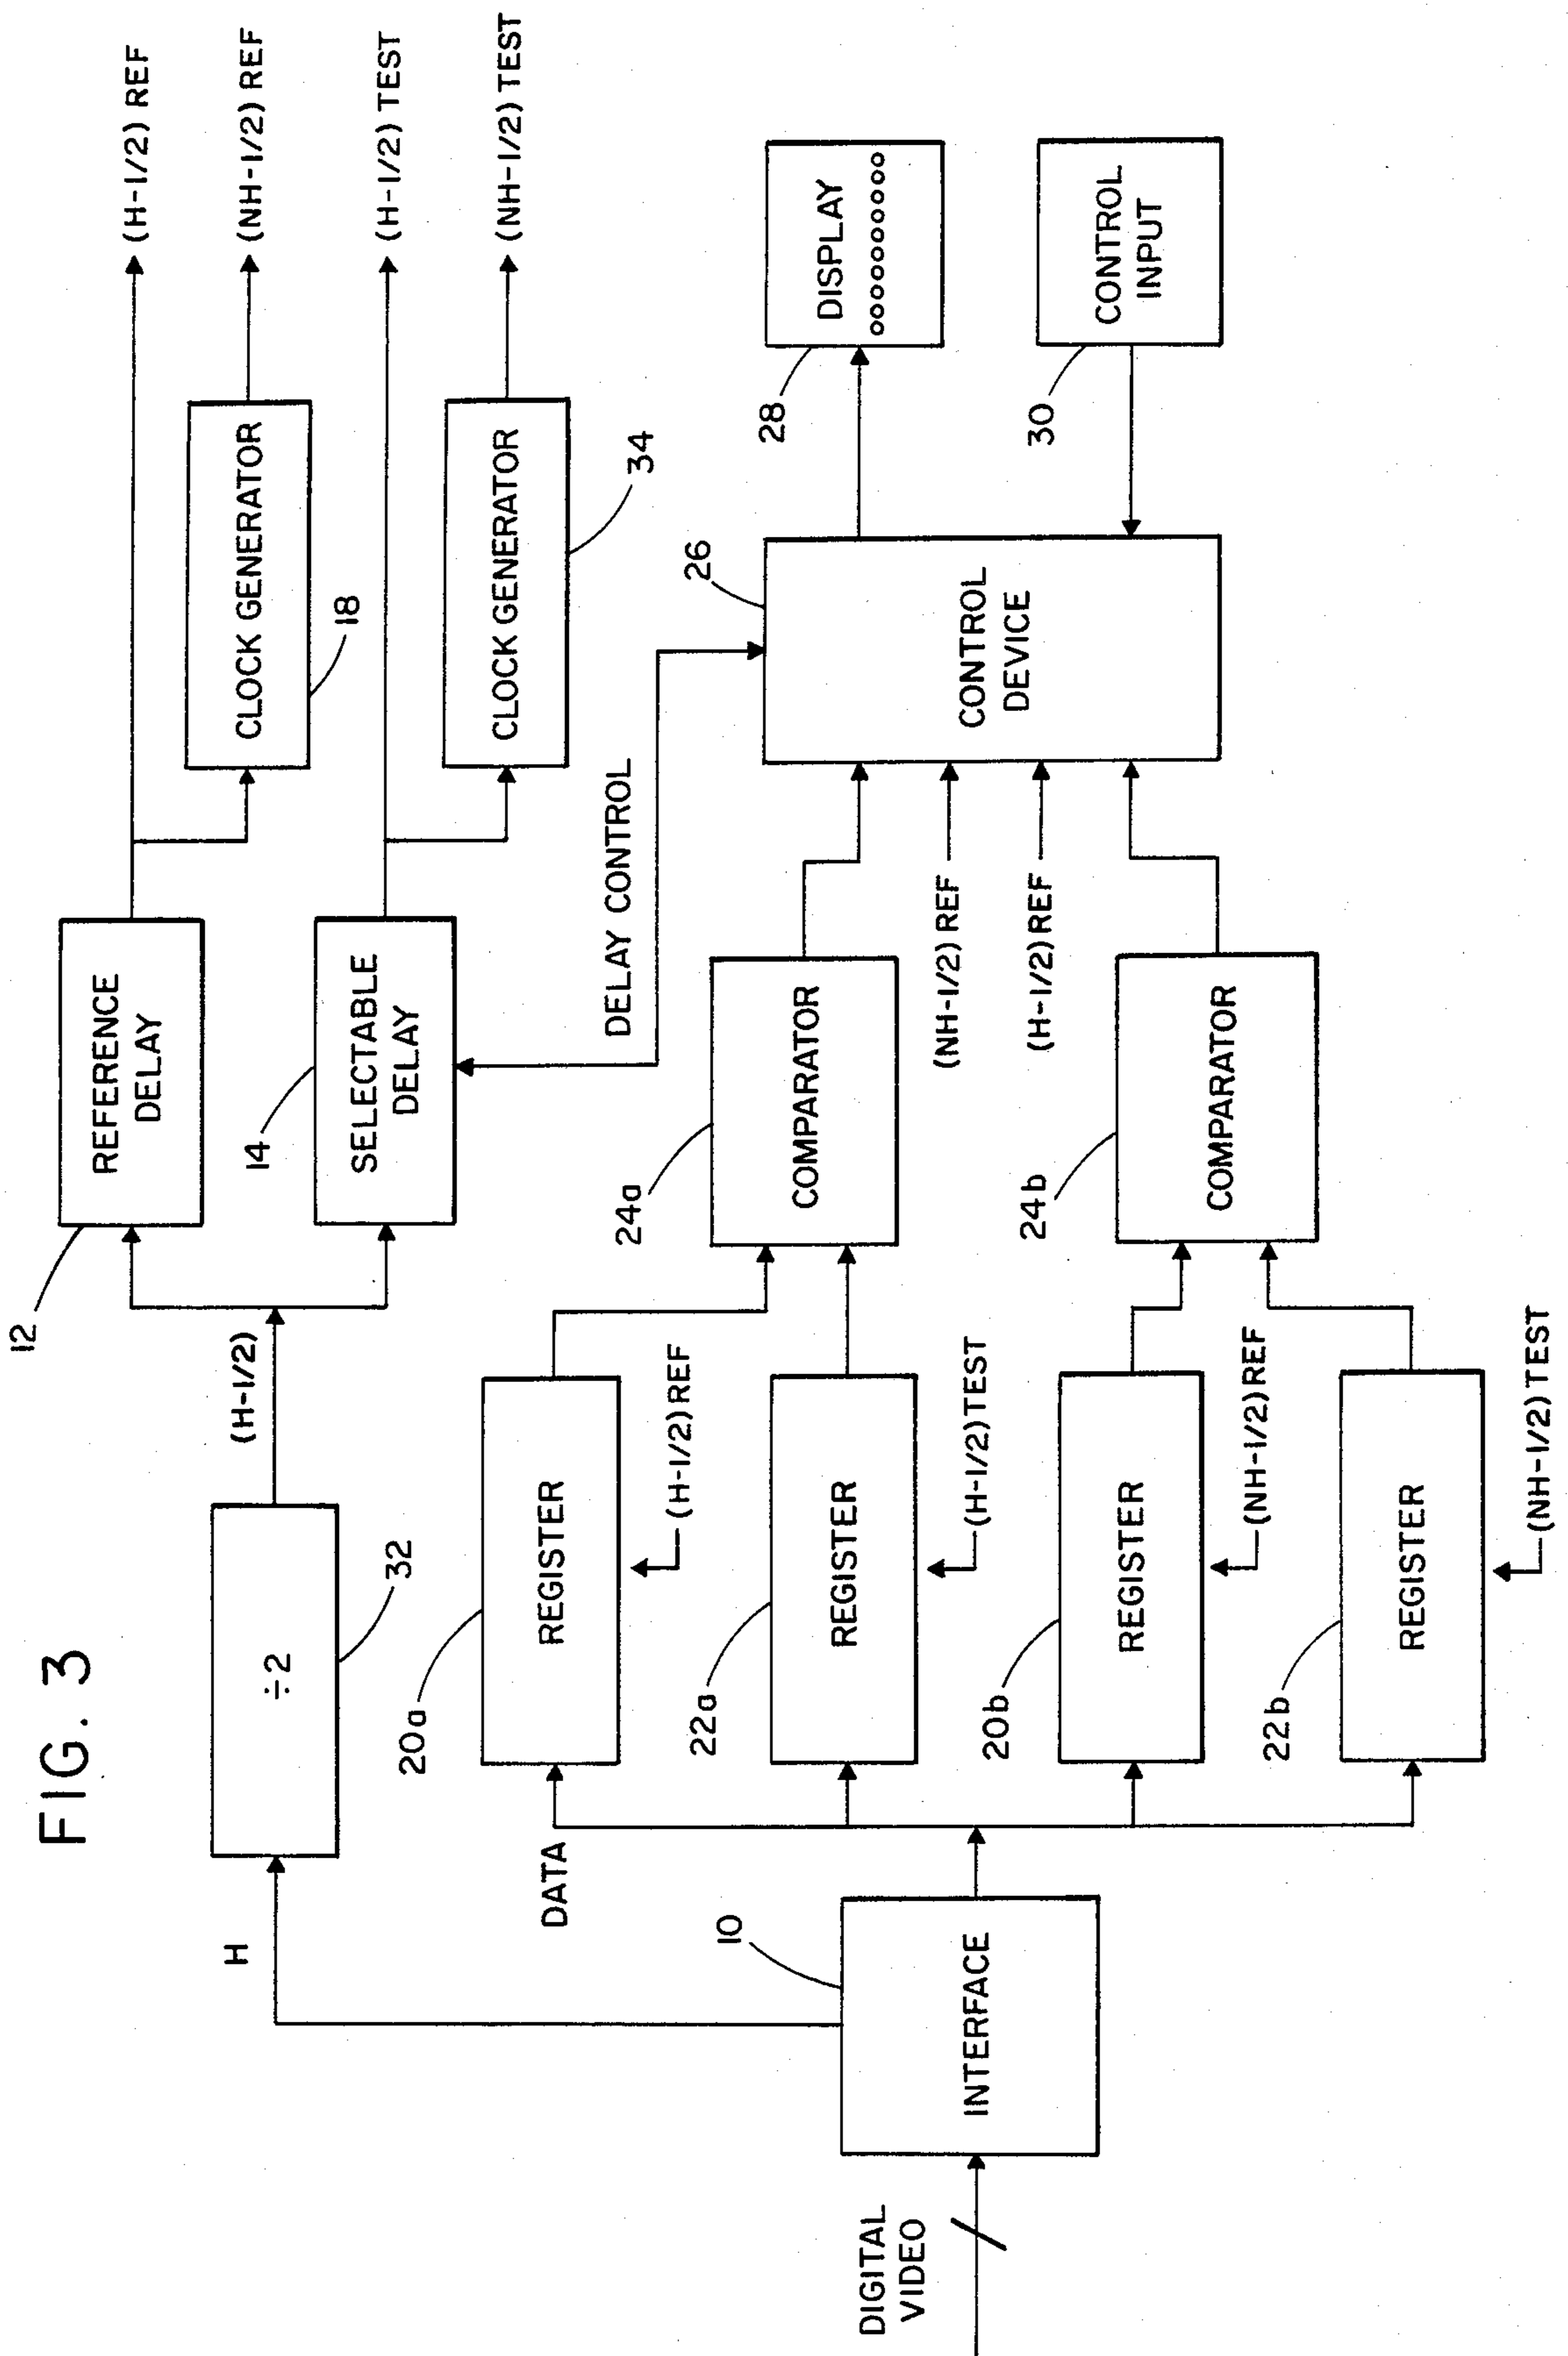 FIG. 3
12
REFERENCE
DELAY
(H-1/2) REF
CLOCK GENERATOR
18
(NH-1/2) REF
H
÷2
32
(H-1/2)
14
SELECTABLE
DELAY
(H-1/2) TEST
CLOCK GENERATOR
34
(NH-1/2) TEST
DELAY CONTROL
DATA
20a
REGISTER
(H-1/2)REF
22a
REGISTER
(H-1/2)TEST
20b
REGISTER
(NH-1/2)REF
22b
REGISTER
(NH-1/2)TEST
24a
COMPARATOR
24b
COMPARATOR
(NH-1/2)REF
(H-1/2)REF
26
CONTROL
DEVICE
28
DISPLAY
30
CONTROL
INPUT
10
INTERFACE
DIGITAL
VIDEO